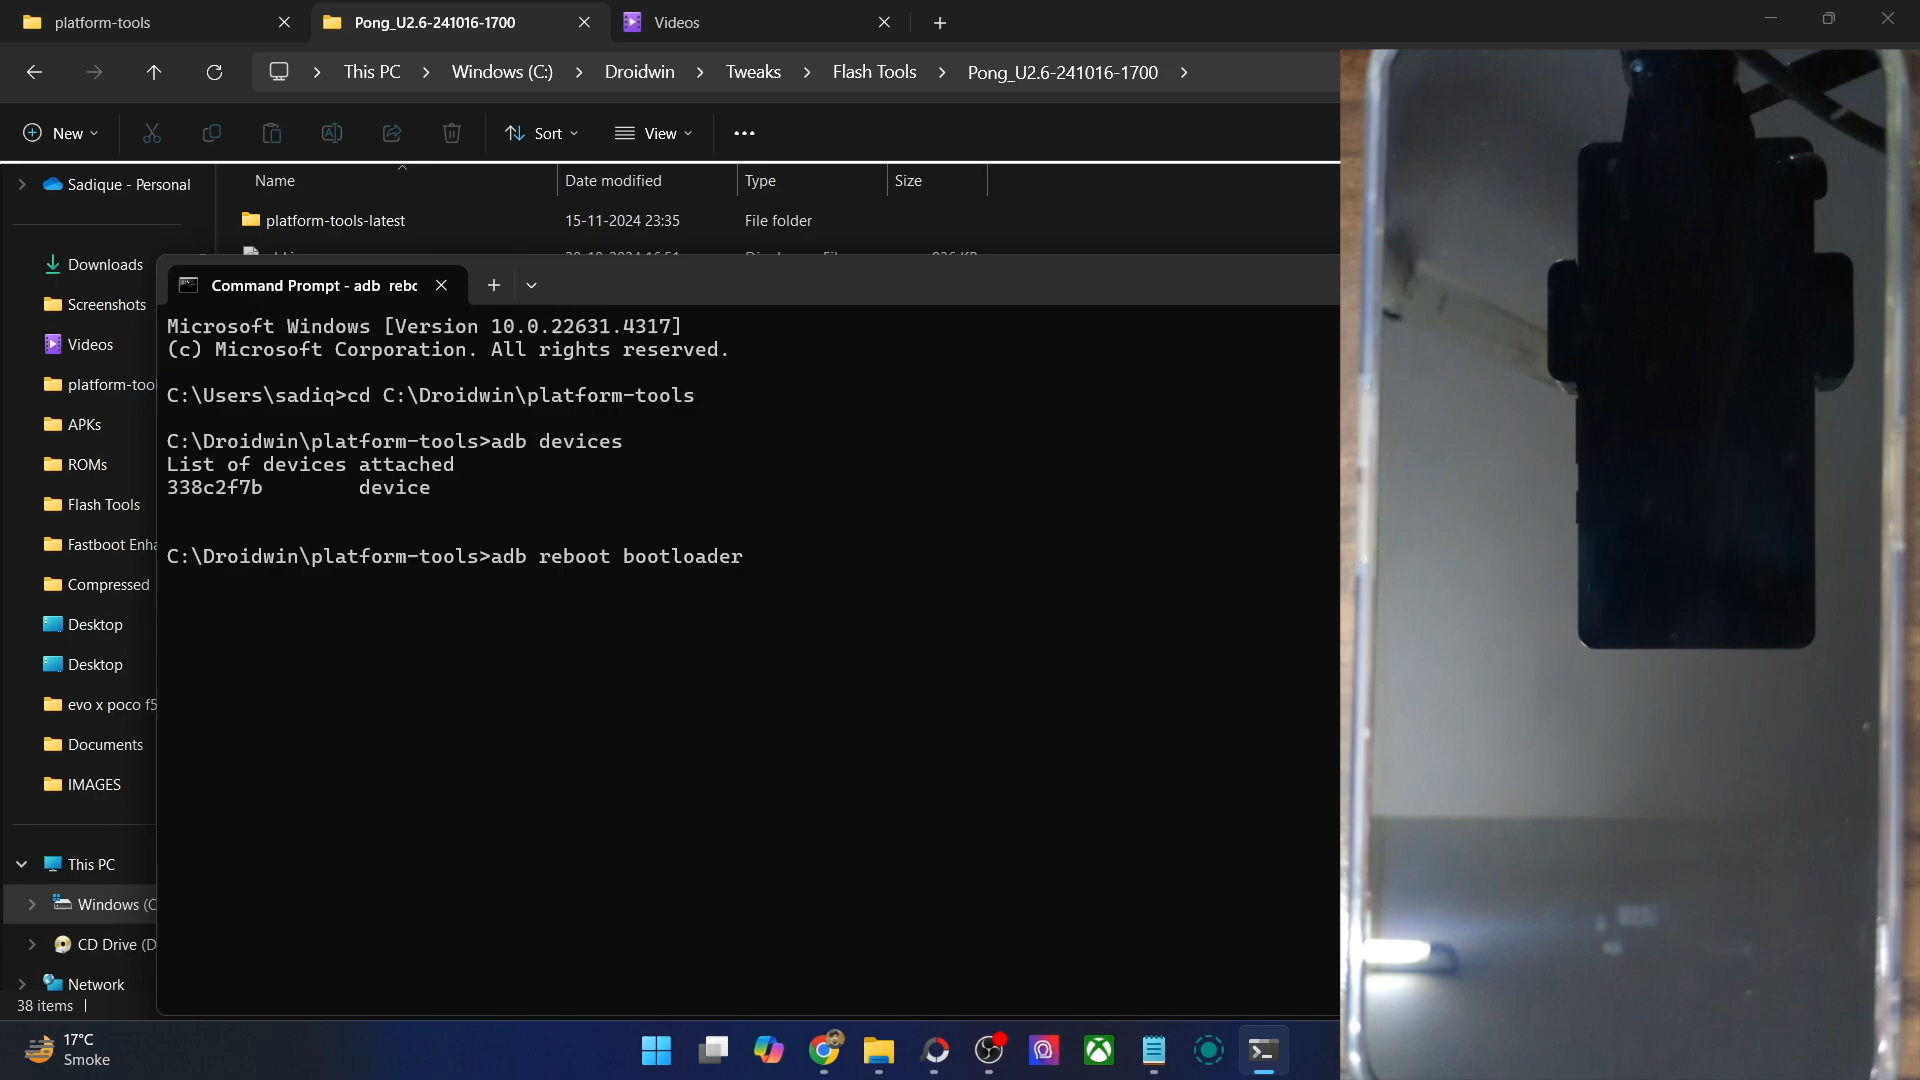 platform-tools
Pong_U2.6-241016-1700
Videos
This PC
Windows (C:)
Droidwin
Tweaks
Flash Tools
Pong_U2.6-241016-1700
New
Sort
View
Sadique - Personal
Name
Date modified
Type
Size
platform-tools-latest
15-11-2024 23:35
File folder
Downloads
Screenshots
Videos
platform-tool
APKs
ROMs
Flash Tools
Fastboot Enha
Compressed
Desktop
Desktop
evo x poco f5
Documents
IMAGES
This PC
Windows (C
CD Drive (D
Network
38 items
Command Prompt - adb rebo
Microsoft Windows [Version 10.0.22631.4317]
(c) Microsoft Corporation. All rights reserved.
C:\Users\sadiq>cd C:\Droidwin\platform-tools
C:\Droidwin\platform-tools>adb devices
List of devices attached
338c2f7b device
C:\Droidwin\platform-tools>adb reboot bootloader
17°C
Smoke